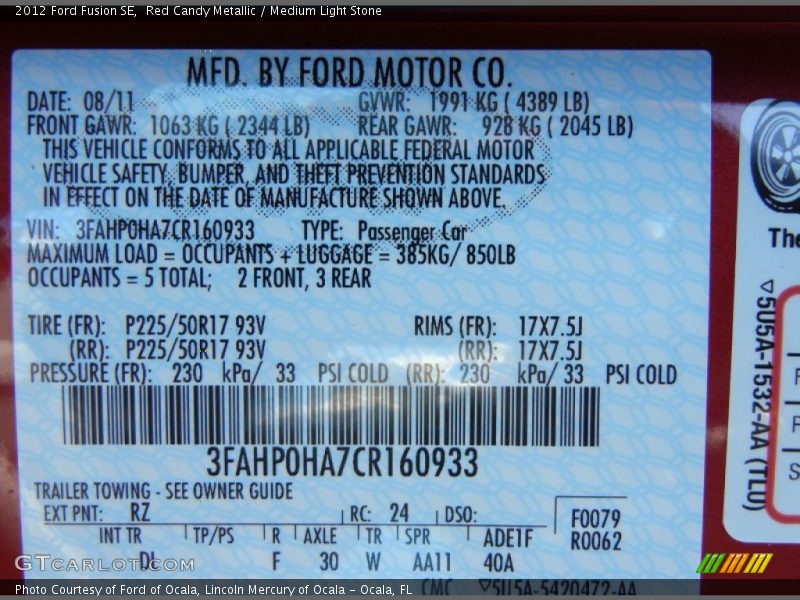 2012 Ford Fusion SE,  Red Candy Metallic / Medium Light Stone
MFD. BY FORD MOTOR CO.
DATE: 08/11 GVWR: 1991 KG ( 4389 LB)
FRONT GAWR: 1063 KG ( 2344 LB) REAR GAWR: 928 KG ( 2045 LB)
THIS VEHICLE CONFORMS TO ALL APPLICABLE FEDERAL MOTOR
VEHICLE SAFETY, BUMPER, AND THEFT PREVENTION STANDARDS
IN EFFECT ON THE DATE OF MANUFACTURE SHOWN ABOVE.
VIN: 3FAHP0HA7CR160933 TYPE: Passenger Car
MAXIMUM LOAD = OCCUPANTS + LUGGAGE = 385KG/ 850LB
OCCUPANTS = 5 TOTAL; 2 FRONT, 3 REAR
TIRE (FR): P225/50R17 93V RIMS (FR): 17X7.5J
(RR): P225/50R17 93V (RR): 17X7.5J
PRESSURE (FR): 230 kPa/ 33 PSI COLD (RR): 230 kPa/ 33 PSI COLD
3FAHP0HA7CR160933
TRAILER TOWING - SEE OWNER GUIDE
EXT PNT: RZ RC: 24 DSO: F0079
R0062
INT TR TP/PS R AXLE TR SPR ADE1F
DL F 30 W AA11 40A
CMC ▽5U5A-5420472-AA
The
▽5U5A-1532-AA (TLU)
F
R
S
GTCarlot.com
Photo Courtesy of Ford of Ocala, Lincoln Mercury of Ocala – Ocala, FL